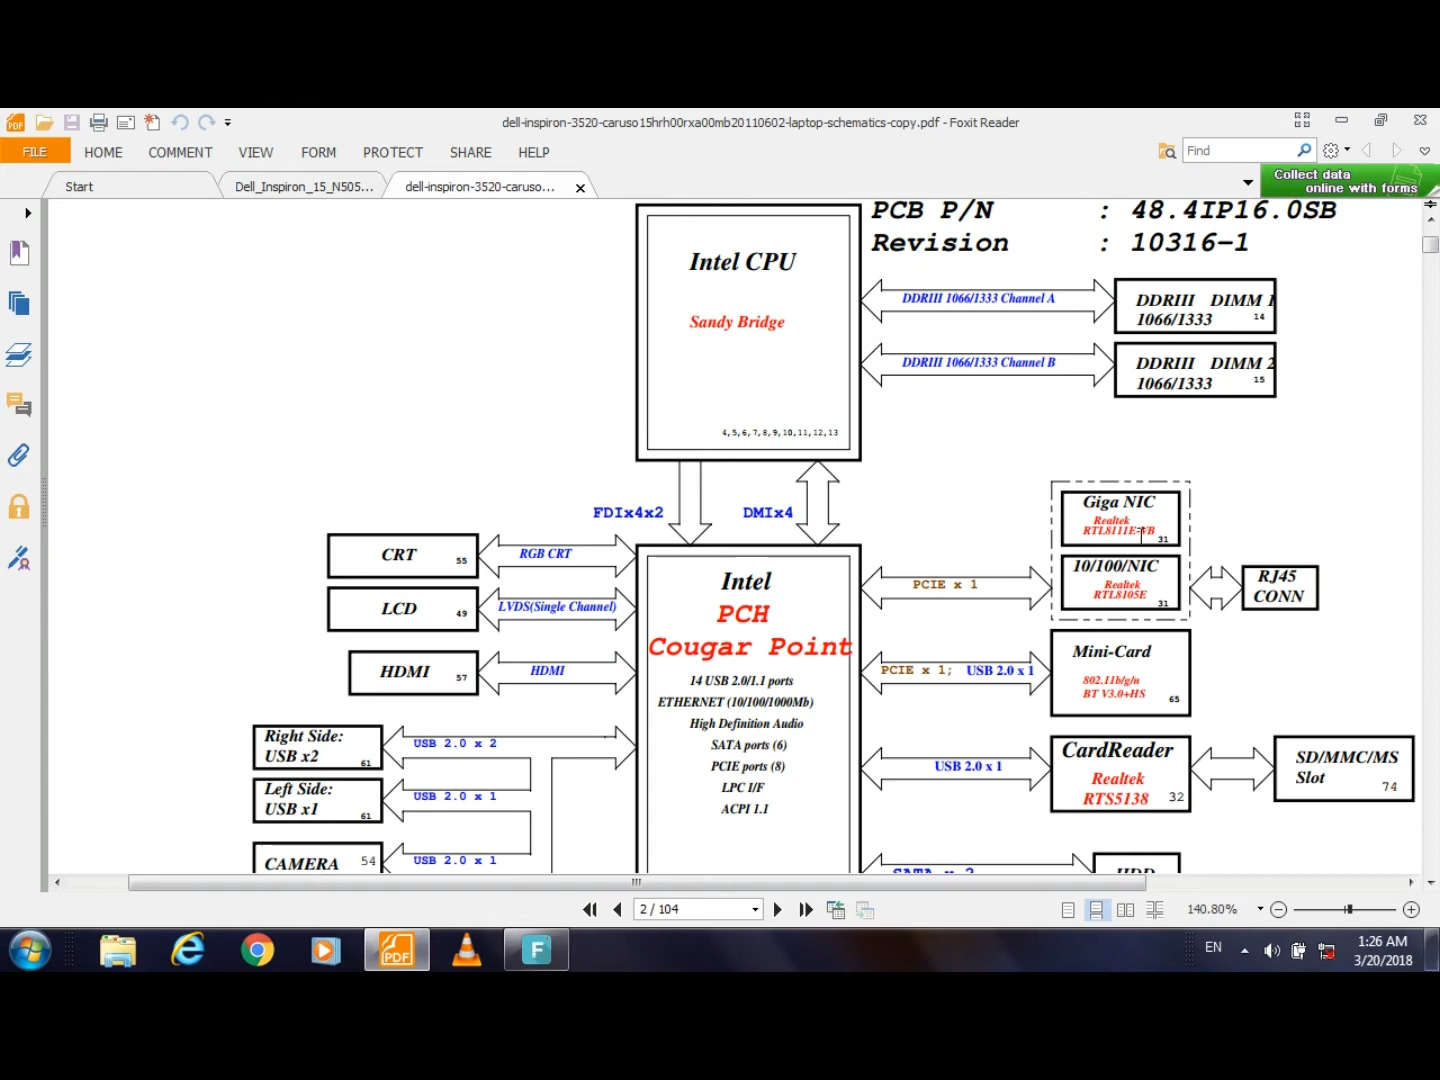 dell-inspiron-3520-caruso15hrh00rxa00mb20110602-laptop-schematics-copy.pdf - Foxit Reader
FILE HOME COMMENT VIEW FORM PROTECT SHARE HELP
Find
Start
Dell_Inspiron_15_N505...
dell-inspiron-3520-caruso...
Collect data
online with forms
PCB P/N : 48.4IP16.0SB
Revision : 10316-1
Intel CPU
Sandy Bridge
4,5,6,7,8,9,10,11,12,13
DDRIII 1066/1333 Channel A
DDRIII DIMM 1
1066/1333
14
DDRIII 1066/1333 Channel B
DDRIII DIMM 2
1066/1333
15
FDIx4x2
DMIx4
Giga NIC
Realtek
31
10/100/NIC
Realtek
RTL8105E
31
PCIE x 1
RJ45
CONN
CRT
55
RGB CRT
LCD
49
LVDS(Single Channel)
HDMI
57
HDMI
Intel
PCH
Cougar Point
14 USB 2.0/1.1 ports
ETHERNET (10/100/1000Mb)
High Definition Audio
SATA ports (6)
PCIE ports (8)
LPC I/F
ACPI 1.1
PCIE x 1; USB 2.0 x 1
Mini-Card
802.11b/g/n
BT V3.0+HS
65
Right Side:
USB x2
61
USB 2.0 x 2
Left Side:
USB x1
61
USB 2.0 x 1
CAMERA
54
USB 2.0 x 1
USB 2.0 x 1
CardReader
Realtek
RTS5138
32
SD/MMC/MS
Slot
74
SATA x 2
HDD
2 / 104
140.80%
EN
1:26 AM
3/20/2018